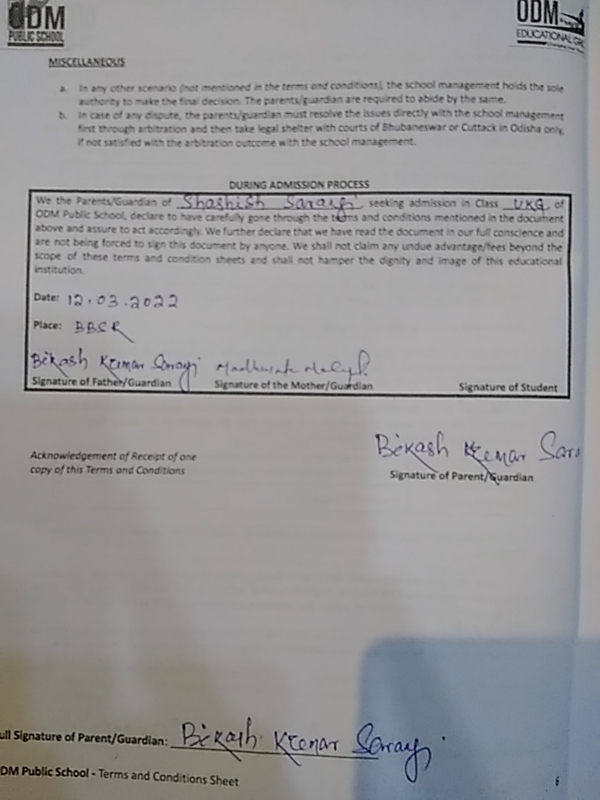 ODM
PUBLIC SCHOOL
ODM
EDUCATIONAL GR
MISCELLANEOUS
a. In any other scenario (not mentioned in the terms and conditions), the school management holds the sole
authority to make the final decision. The parents/guardian are required to abide by the same.
b. In case of any dispute, the parents/guardian must resolve the issues directly with the school management
first through arbitration and then take legal shelter with courts of Bhubaneswar or Cuttack in Odisha only,
if not satisfied with the arbitration outcome with the school management.
DURING ADMISSION PROCESS
We the Parents/Guardian of Shashish Sarangi seeking admission in Class UKG, of
ODM Public School, declare to have carefully gone through the terms and conditions mentioned in the document
above and assure to act accordingly. We further declare that we have read the document in our full conscience and
are not being forced to sign this document by anyone. We shall not claim any undue advantage/fees beyond the
scope of these terms and condition sheets and shall not hamper the dignity and image of this educational
institution.
Date: 12.03.2022
Place: BBSR
Bikash Kumar Sarangi
Signature of Father/Guardian Signature of the Mother/Guardian Signature of Student
Bikash Kumar Sara
Acknowledgement of Receipt of one
copy of this Terms and Conditions
Signature of Parent/Guardian
ull Signature of Parent/Guardian: Bikash Kumar Sarangi
DM Public School - Terms and Conditions Sheet 6